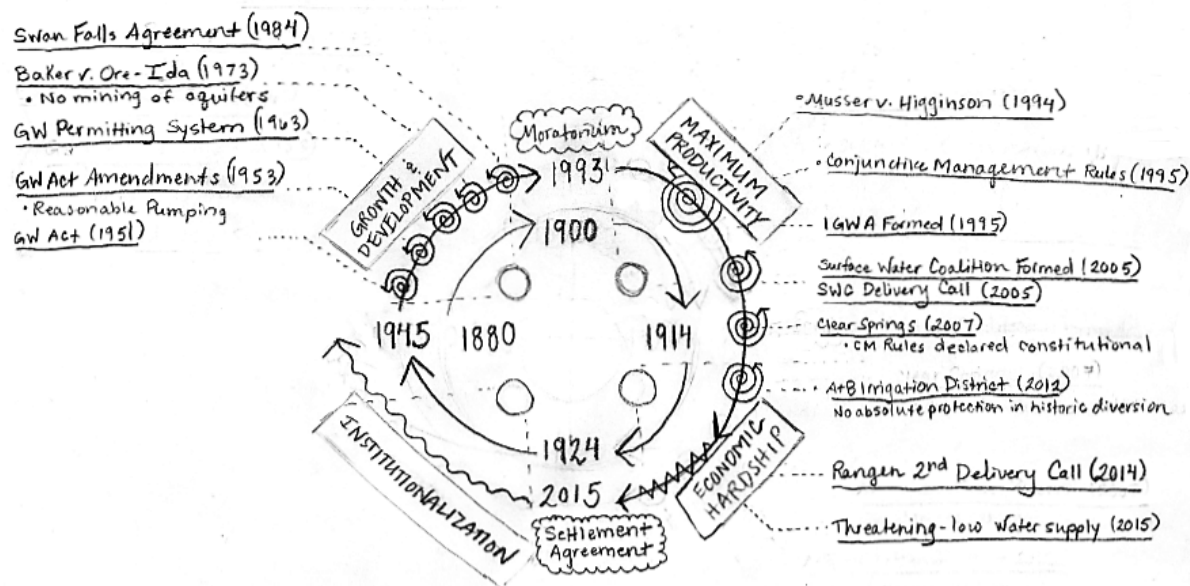 Swan Falls Agreement (1984)
Baker v. Ore-Ida (1973)
• No mining of aquifers
GW Permitting System (1963)
GW Act Amendments (1953)
• Reasonable Pumping
GW Act (1951)
GROWTH &
DEVELOPMENT
Moratorium
1993
MAXIMUM
PRODUCTIVITY
• Musser v. Higginson (1994)
• Conjunctive Management Rules (1995)
IGWA Formed (1995)
Surface Water Coalition Formed (2005)
SWC Delivery Call (2005)
Clear Springs (2007)
• CM Rules declared constitutional
A+B Irrigation District (2012)
No absolute protection in historic diversion
Rangen 2nd Delivery Call (2014)
Threatening-low water supply (2015)
1900
1945
1880
1914
1924
2015
Settlement
Agreement
INSTITUTIONALIZATION
ECONOMIC
HARDSHIP